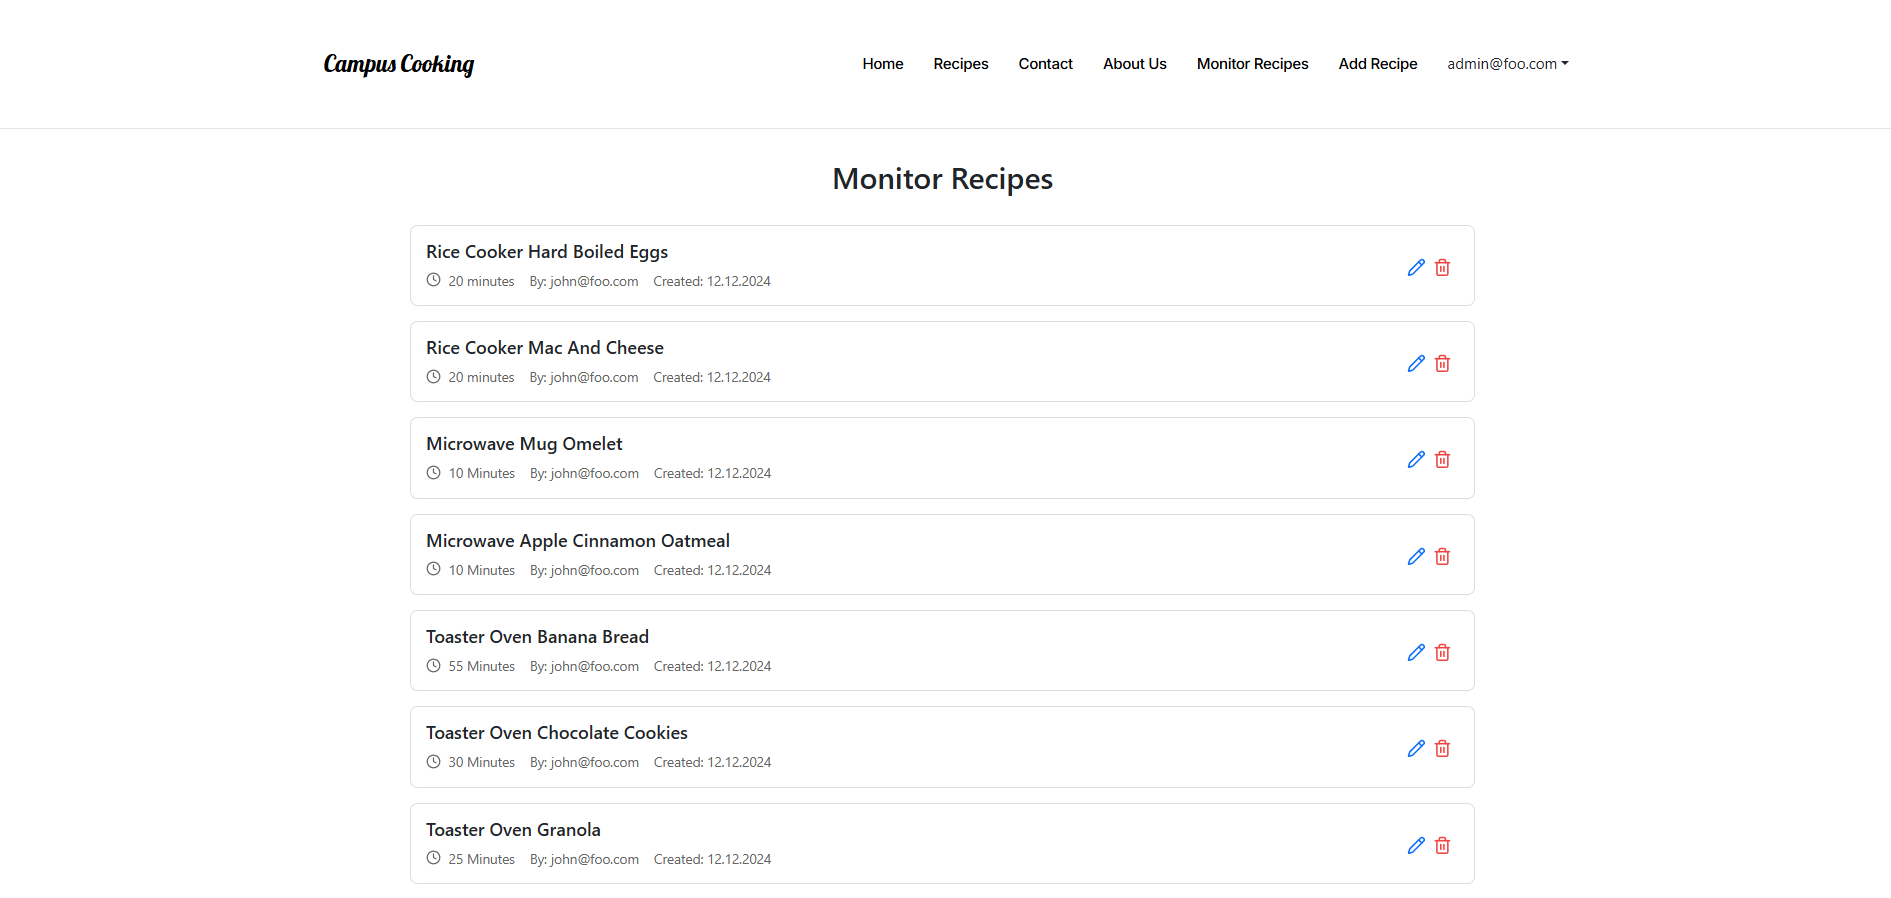 Campus Cooking
Home Recipes Contact About Us Monitor Recipes Add Recipe admin@foo.com
Monitor Recipes
Rice Cooker Hard Boiled Eggs
20 minutes By: john@foo.com Created: 12.12.2024
Rice Cooker Mac And Cheese
20 minutes By: john@foo.com Created: 12.12.2024
Microwave Mug Omelet
10 Minutes By: john@foo.com Created: 12.12.2024
Microwave Apple Cinnamon Oatmeal
10 Minutes By: john@foo.com Created: 12.12.2024
Toaster Oven Banana Bread
55 Minutes By: john@foo.com Created: 12.12.2024
Toaster Oven Chocolate Cookies
30 Minutes By: john@foo.com Created: 12.12.2024
Toaster Oven Granola
25 Minutes By: john@foo.com Created: 12.12.2024